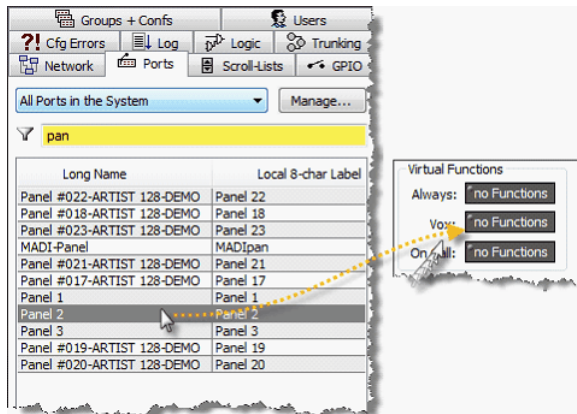 Groups + Confs Users
?! Cfg Errors Log Logic Trunking
Network Ports Scroll-Lists GPIO
All Ports in the System Manage...
pan
Long Name Local 8-char Label
Panel #022-ARTIST 128-DEMO Panel 22
Panel #018-ARTIST 128-DEMO Panel 18
Panel #023-ARTIST 128-DEMO Panel 23
MADI-Panel MADIpan
Panel #021-ARTIST 128-DEMO Panel 21
Panel #017-ARTIST 128-DEMO Panel 17
Panel 1 Panel 1
Panel 2 Panel 2
Panel 3 Panel 3
Panel #019-ARTIST 128-DEMO Panel 19
Panel #020-ARTIST 128-DEMO Panel 20
Virtual Functions
Always: no Functions
Vox: no Functions
On Call: no Functions